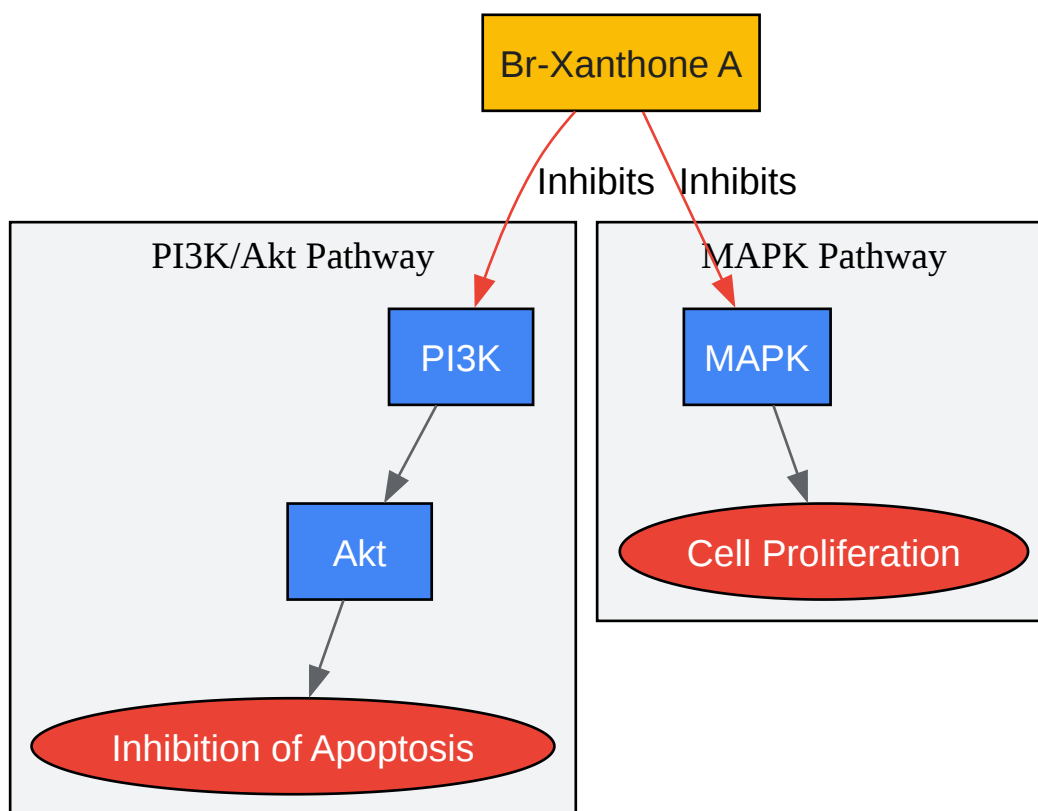 Br-Xanthone A
Inhibits
Inhibits
PI3K/Akt Pathway
MAPK Pathway
PI3K
MAPK
Akt
Cell Proliferation
Inhibition of Apoptosis